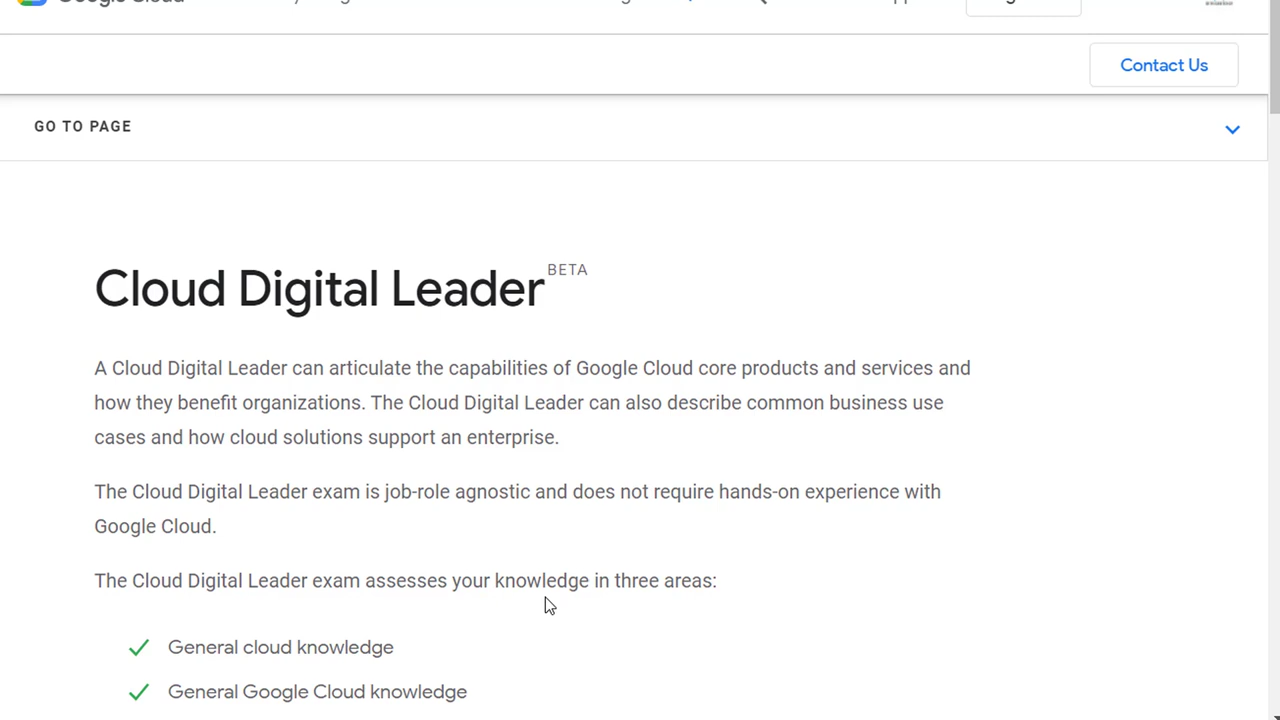 Google Cloud
Contact Us
GO TO PAGE
Cloud Digital Leader BETA
A Cloud Digital Leader can articulate the capabilities of Google Cloud core products and services and
how they benefit organizations. The Cloud Digital Leader can also describe common business use
cases and how cloud solutions support an enterprise.
The Cloud Digital Leader exam is job-role agnostic and does not require hands-on experience with
Google Cloud.
The Cloud Digital Leader exam assesses your knowledge in three areas:
General cloud knowledge
General Google Cloud knowledge